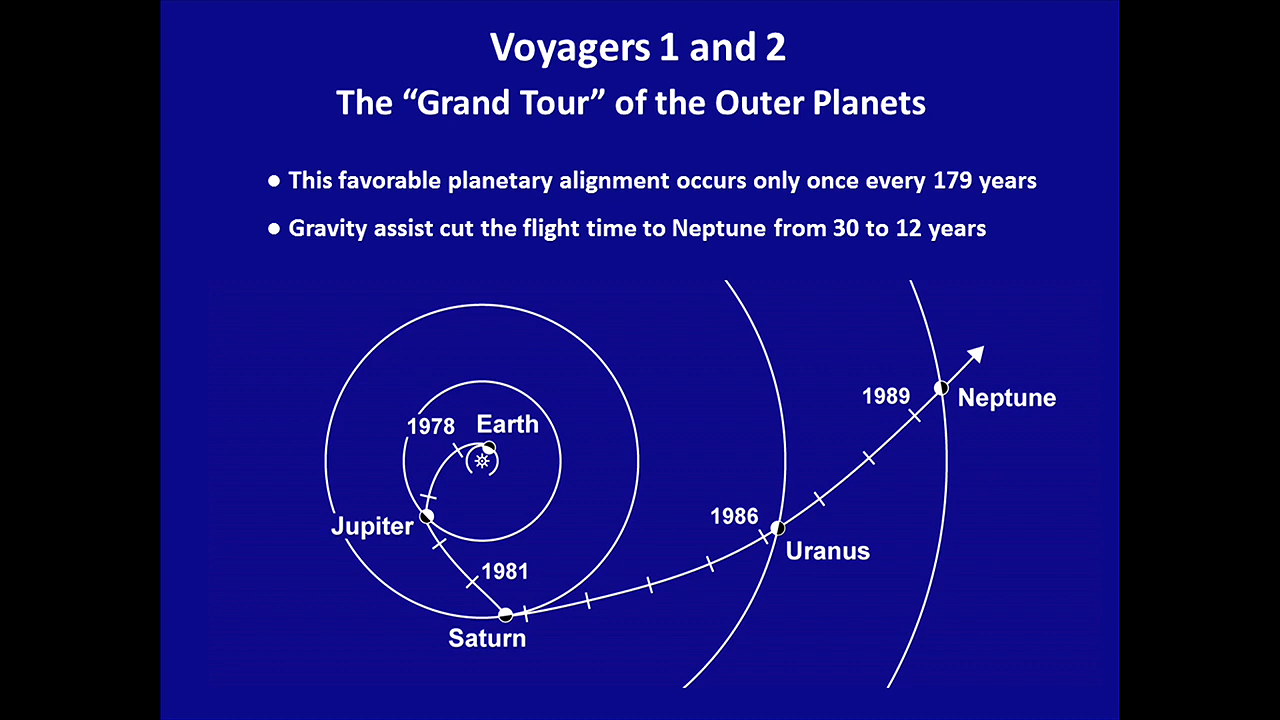 Voyagers 1 and 2
The “Grand Tour” of the Outer Planets
● This favorable planetary alignment occurs only once every 179 years
● Gravity assist cut the flight time to Neptune from 30 to 12 years
1989
Neptune
1978
Earth
1986
Jupiter
Uranus
1981
Saturn